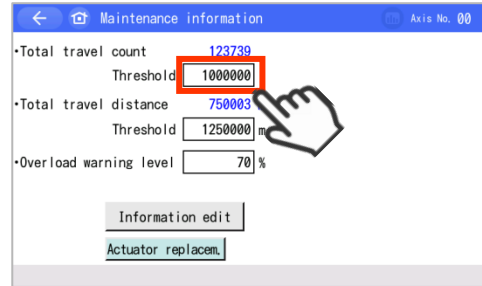 Maintenance information
Axis No. 00
•Total travel count 123739
Threshold 1000000
•Total travel distance 750003
Threshold 1250000 m
•Overload warning level 70 %
Information edit
Actuator replacem.